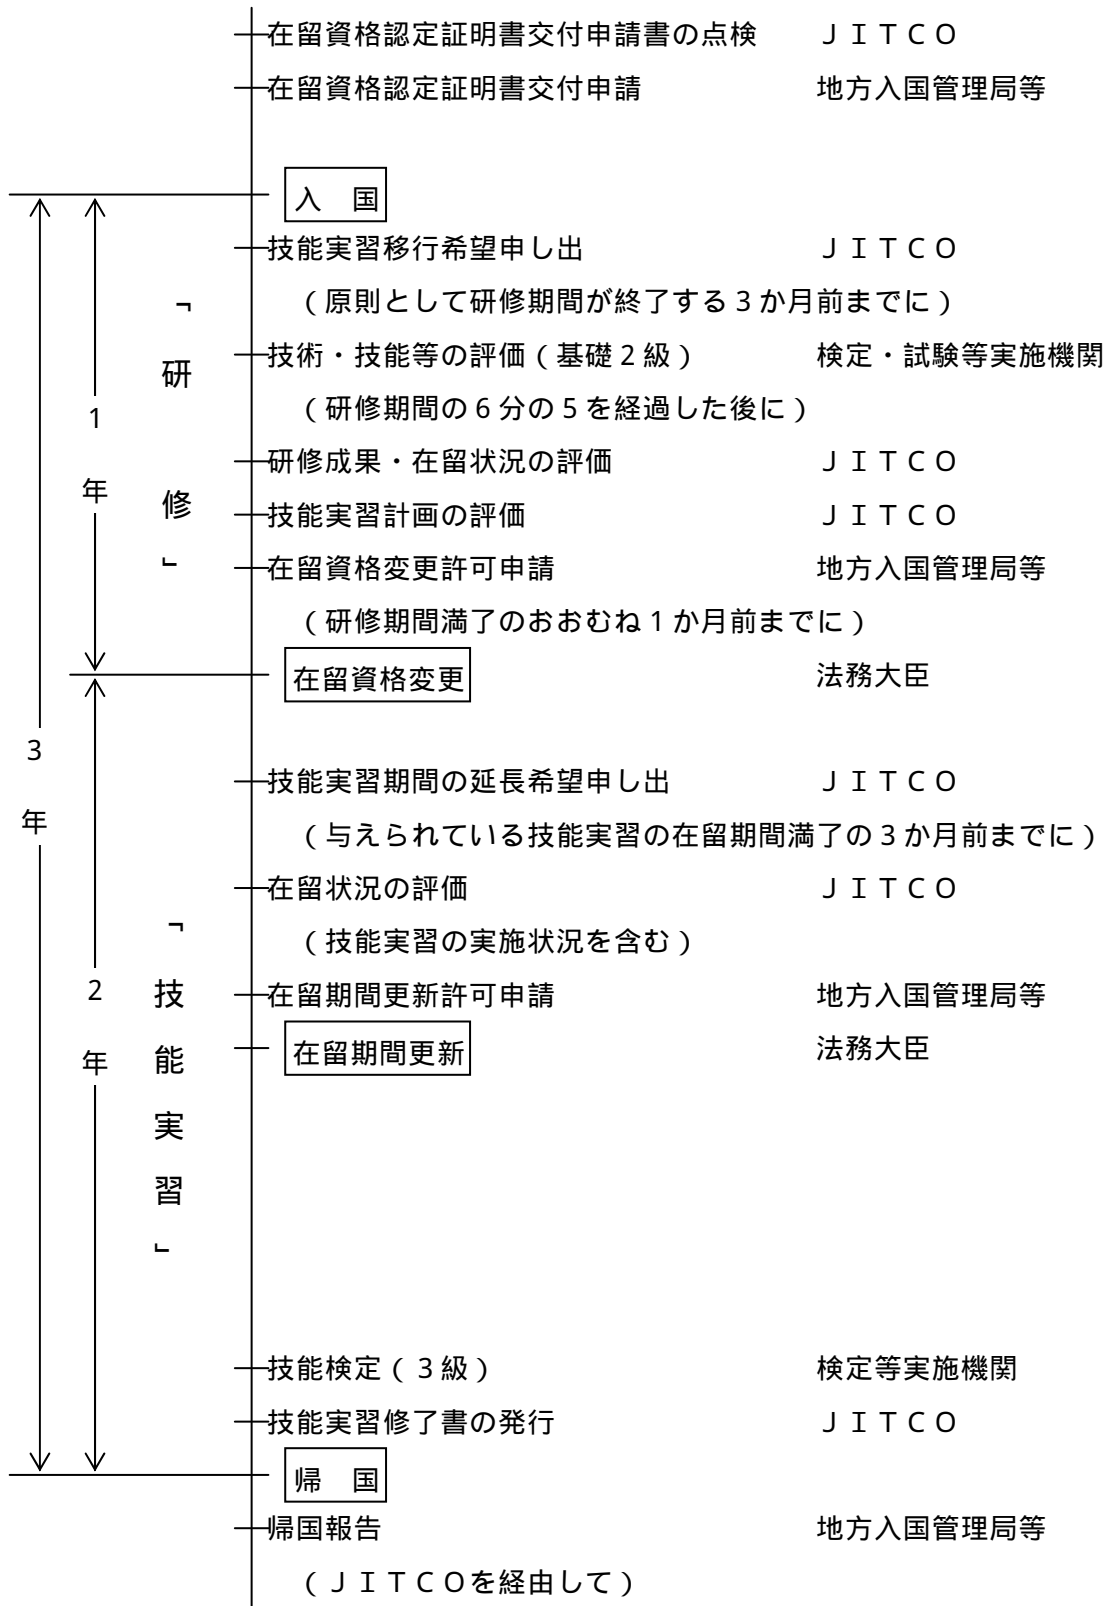 在留資格認定証明書交付申請書の点検 ＪＩＴＣＯ
在留資格認定証明書交付申請 地方入国管理局等
入　国
技能実習移行希望申し出 ＪＩＴＣＯ
（原則として研修期間が終了する３か月前までに）
技術・技能等の評価（基礎２級） 検定・試験等実施機関
（研修期間の６分の５を経過した後に）
研修成果・在留状況の評価 ＪＩＴＣＯ
技能実習計画の評価 ＪＩＴＣＯ
在留資格変更許可申請 地方入国管理局等
（研修期間満了のおおむね１か月前までに）
在留資格変更 法務大臣
技能実習期間の延長希望申し出 ＪＩＴＣＯ
（与えられている技能実習の在留期間満了の３か月前までに）
在留状況の評価 ＪＩＴＣＯ
（技能実習の実施状況を含む）
在留期間更新許可申請 地方入国管理局等
在留期間更新 法務大臣
技能検定（３級） 検定等実施機関
技能実習修了書の発行 ＪＩＴＣＯ
帰　国
帰国報告 地方入国管理局等
（ＪＩＴＣＯを経由して）
3年
1年
「研修」
2年
「技能実習」